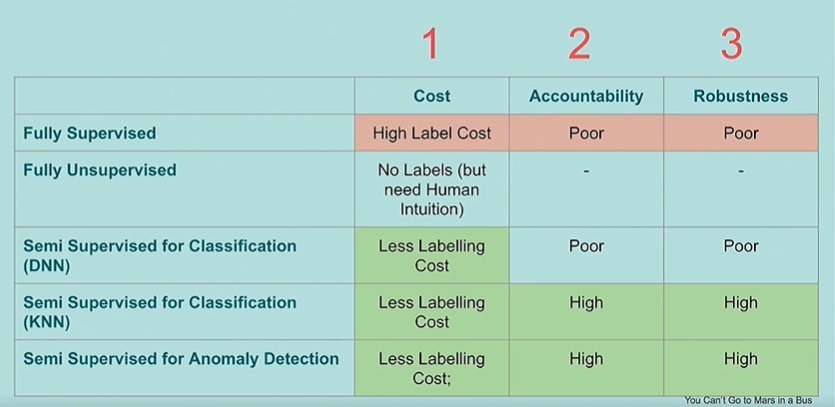 1 2 3
Cost Accountability Robustness
Fully Supervised High Label Cost Poor Poor
Fully Unsupervised No Labels (but - -
need Human
Intuition)
Semi Supervised for Classification Less Labelling Poor Poor
(DNN) Cost
Semi Supervised for Classification Less Labelling High High
(KNN) Cost
Semi Supervised for Anomaly Detection Less Labelling High High
Cost;
You Can't Go to Mars in a Bus